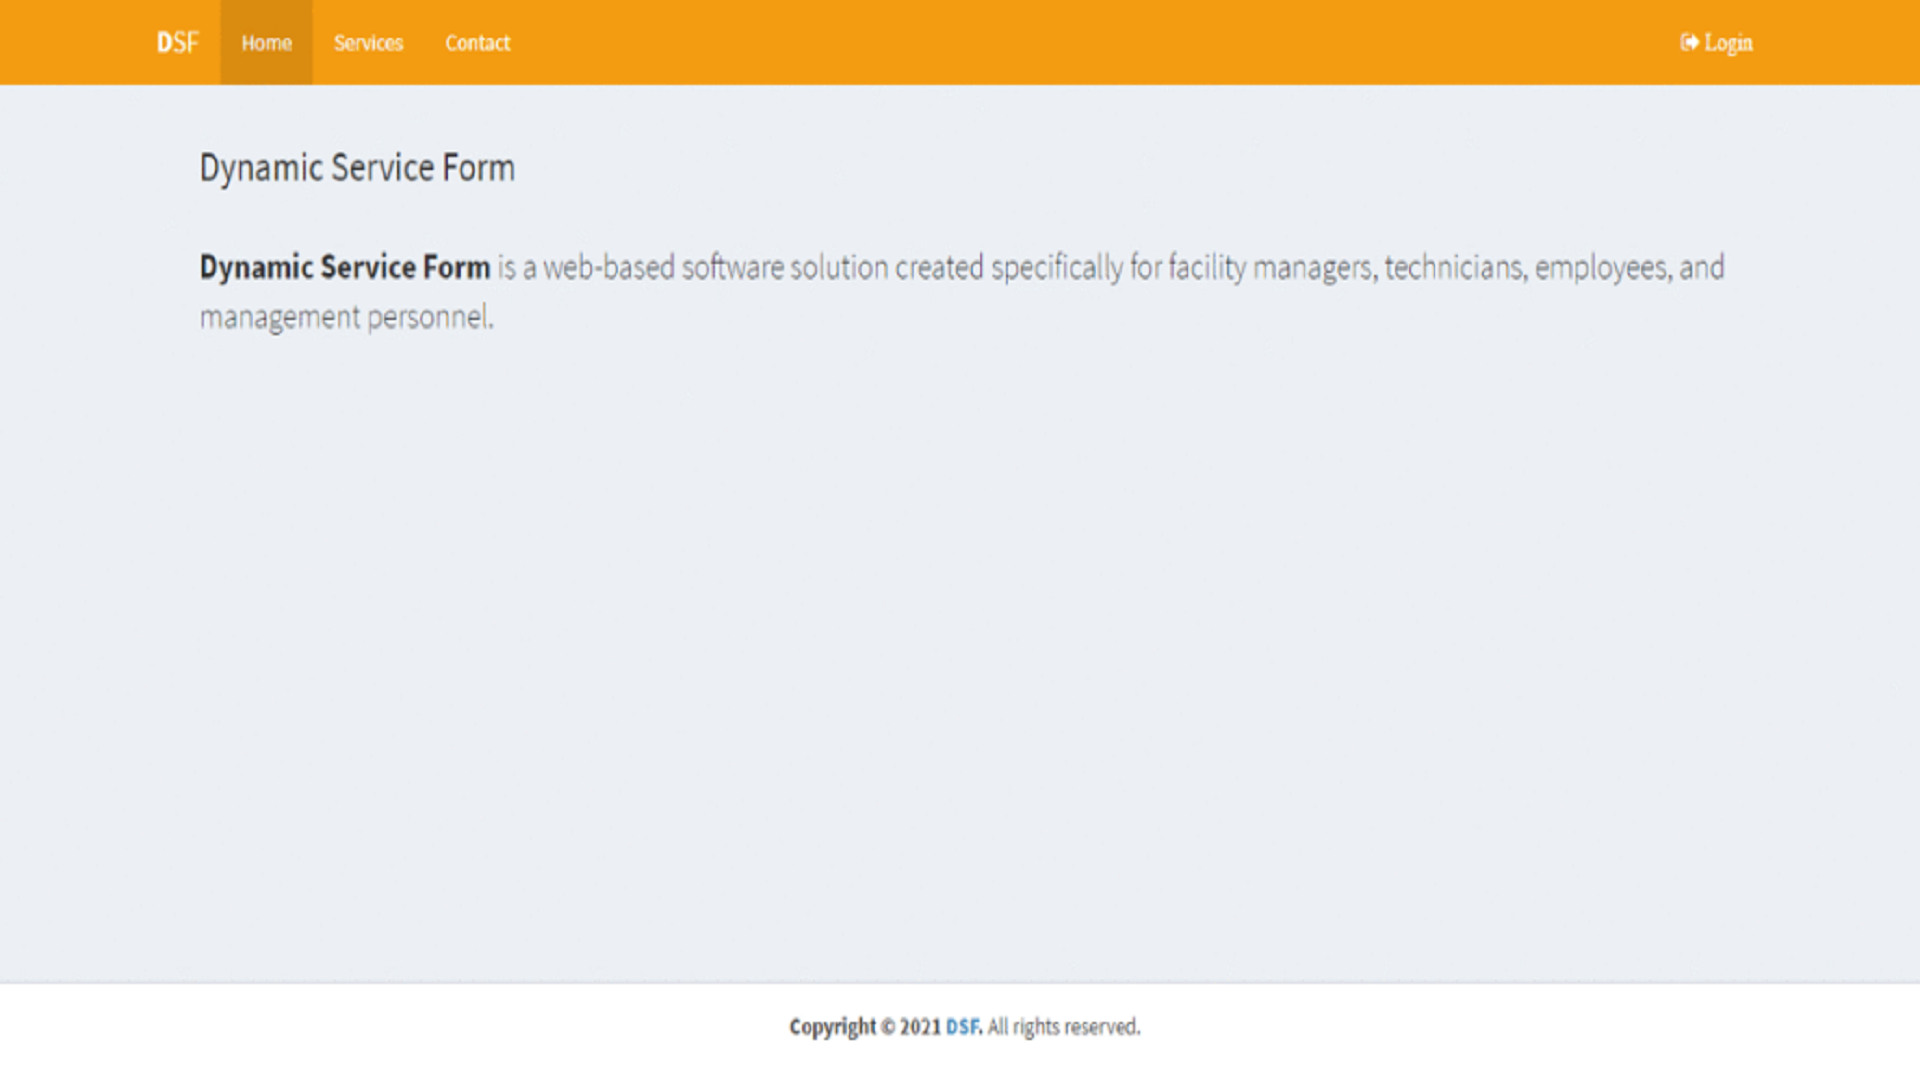 DSF Home Services Contact Login
Dynamic Service Form
Dynamic Service Form is a web-based software solution created specifically for facility managers, technicians, employees, and
management personnel.
Copyright © 2021 DSF. All rights reserved.